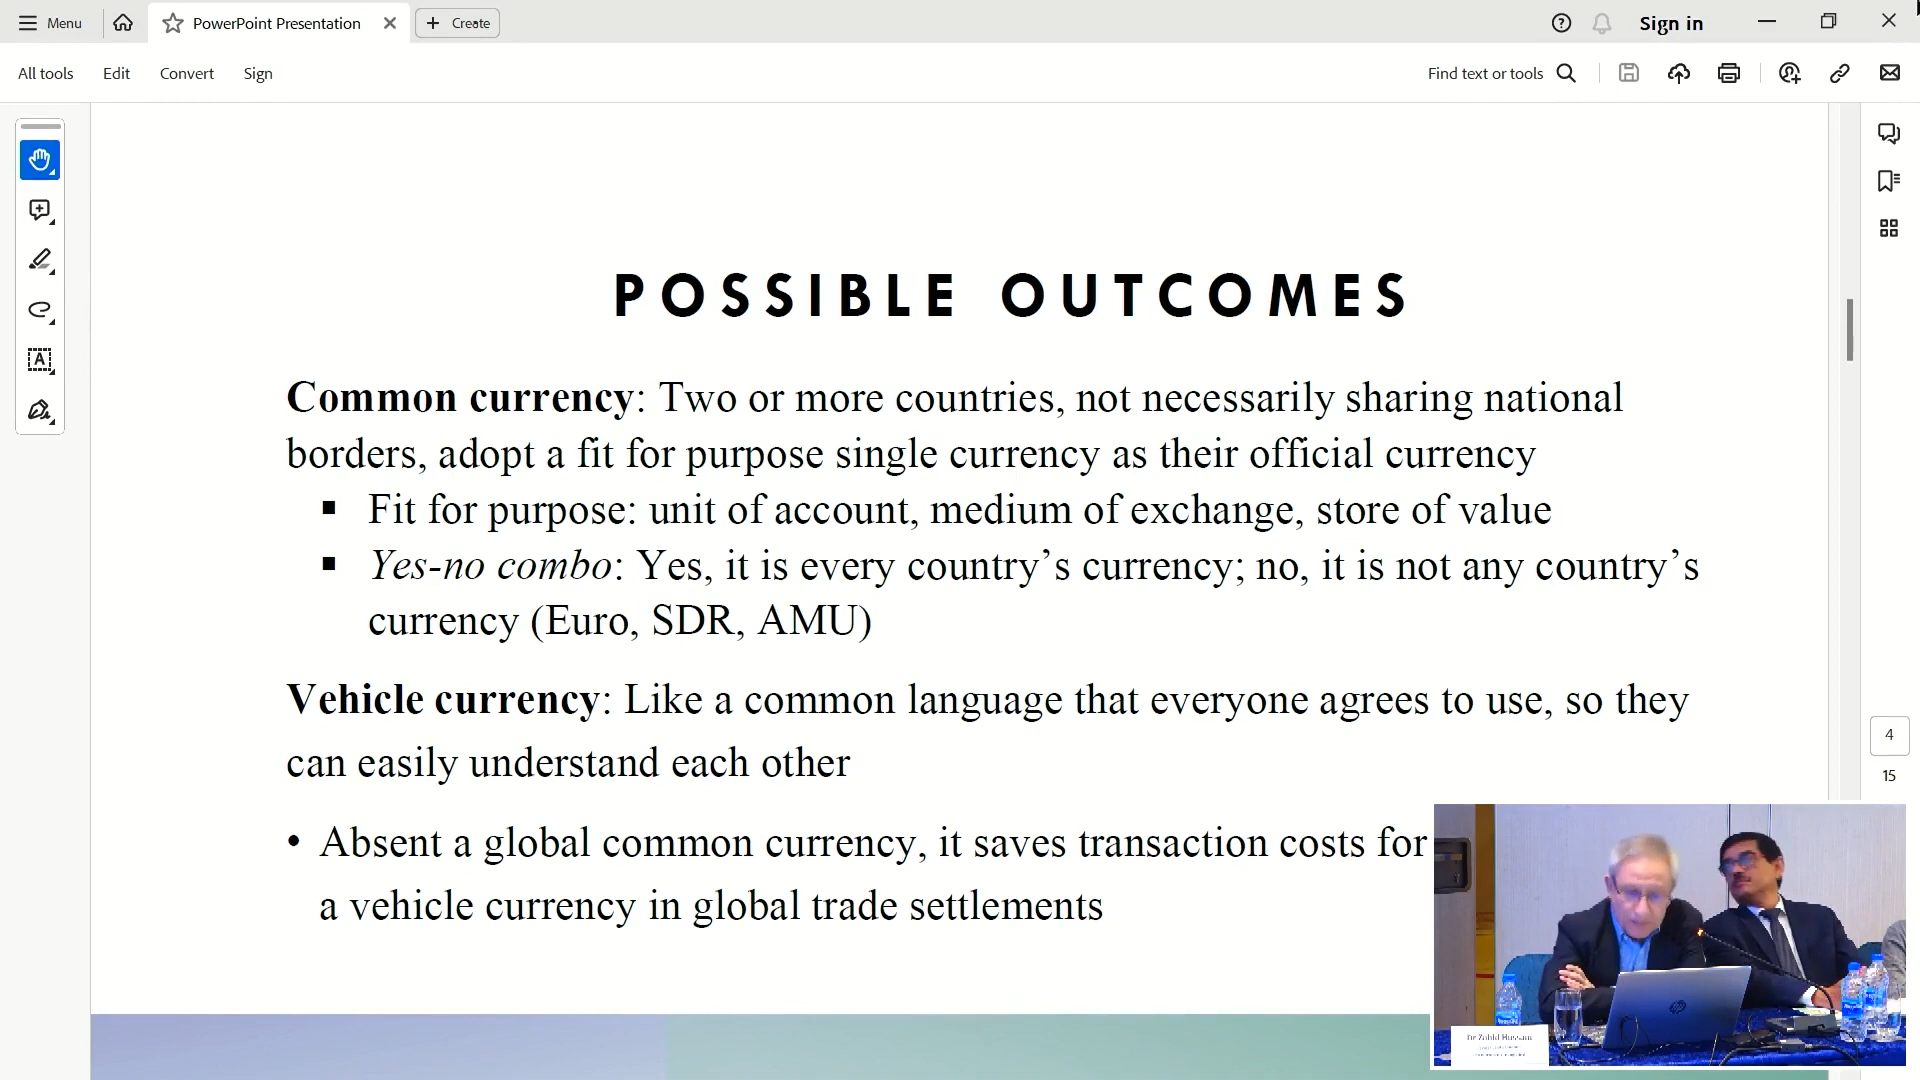 Menu
PowerPoint Presentation
Create
Sign in
All tools
Edit
Convert
Sign
Find text or tools
POSSIBLE OUTCOMES
Common currency: Two or more countries, not necessarily sharing national
borders, adopt a fit for purpose single currency as their official currency
▪ Fit for purpose: unit of account, medium of exchange, store of value
▪ Yes-no combo: Yes, it is every country’s currency; no, it is not any country’s
currency (Euro, SDR, AMU)
Vehicle currency: Like a common language that everyone agrees to use, so they
can easily understand each other
• Absent a global common currency, it saves transaction costs for
a vehicle currency in global trade settlements
4
15
Dr Zahid Hussain